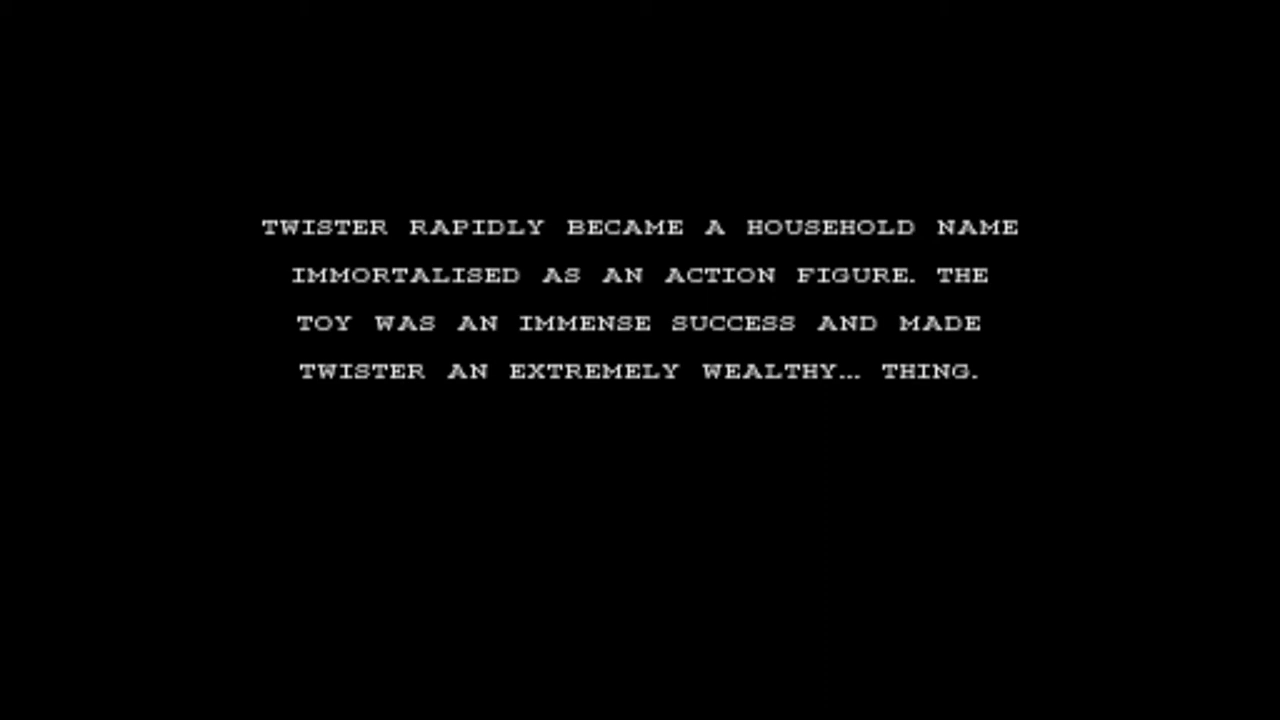 TWISTER RAPIDLY BECAME A HOUSEHOLD NAME
IMMORTALISED AS AN ACTION FIGURE. THE
TOY WAS AN IMMENSE SUCCESS AND MADE
TWISTER AN EXTREMELY WEALTHY... THING.